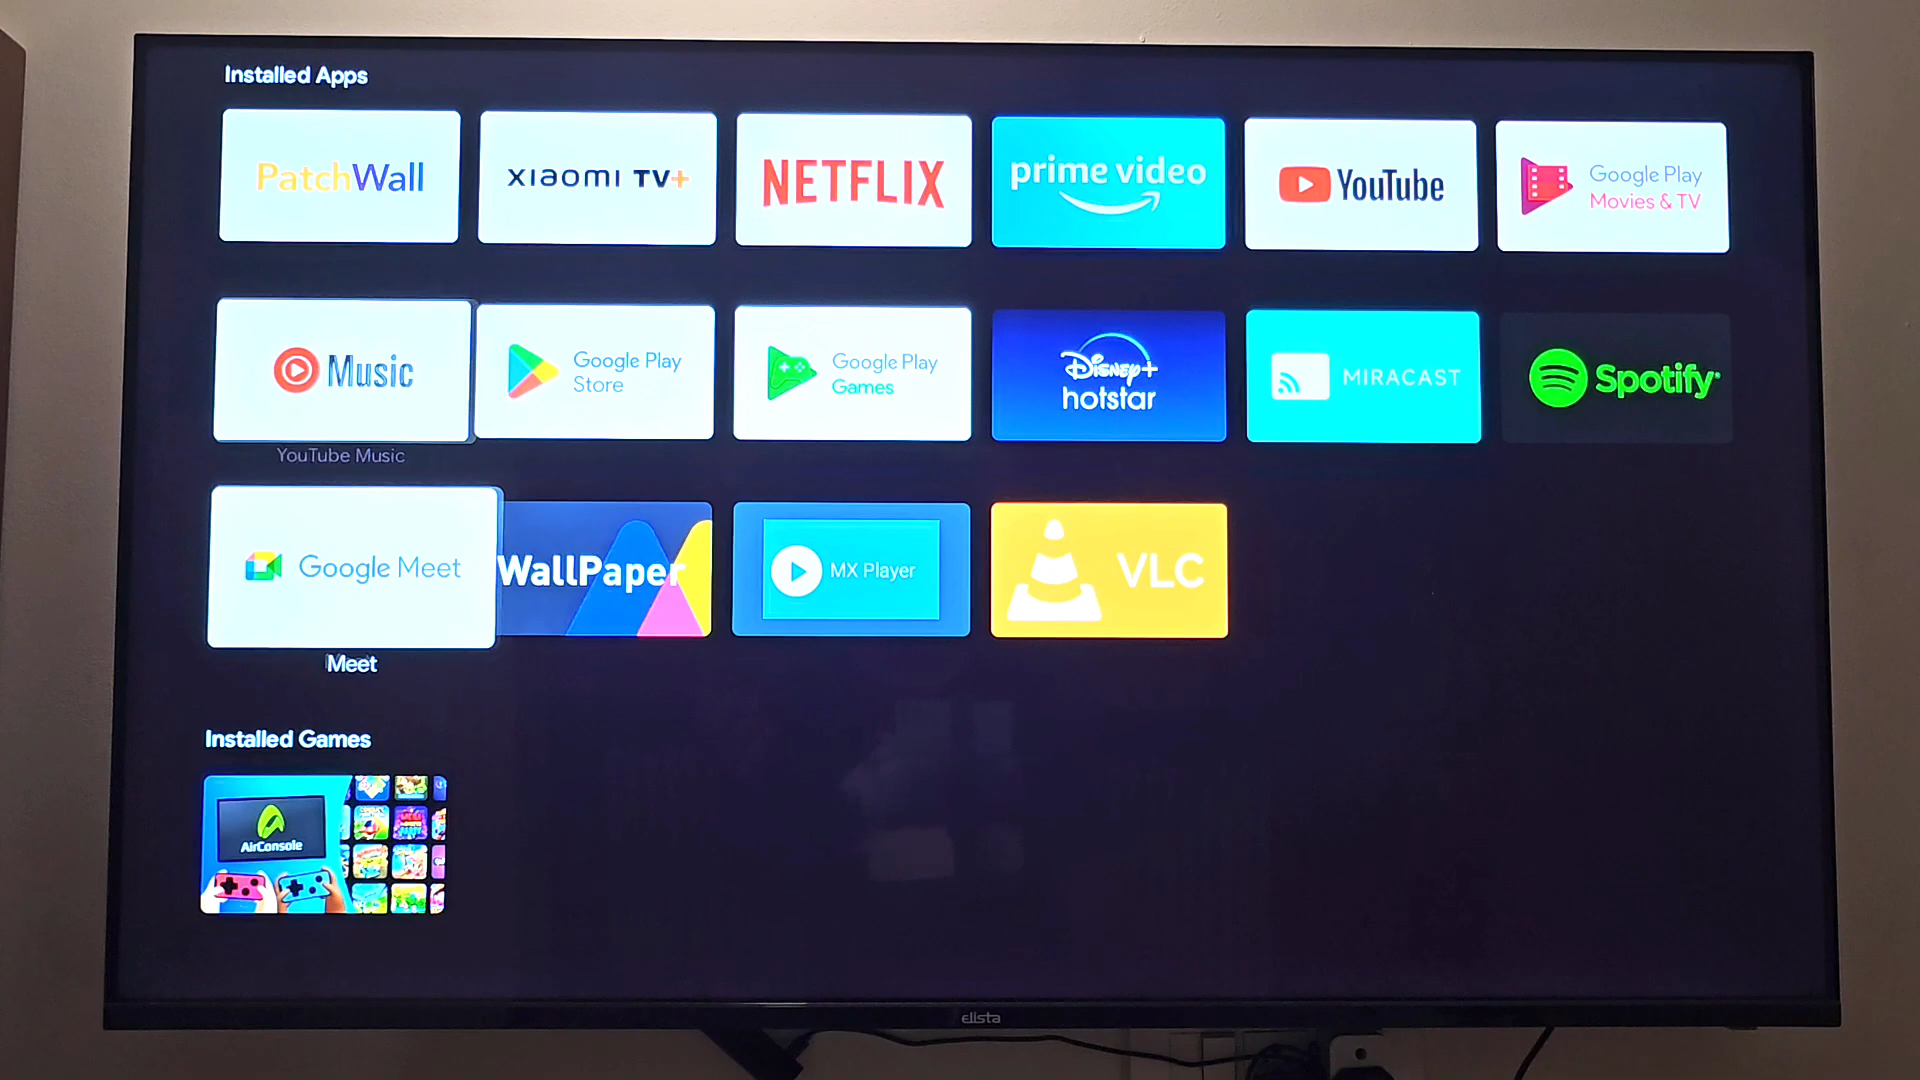 Installed Apps
PatchWall
xiaomi TV+
NETFLIX
prime video
YouTube
Google Play
Movies & TV
Music
YouTube Music
Google Play
Store
Google Play
Games
Disney+
hotstar
MIRACAST
Spotify
Google Meet
Meet
WallPaper
MX Player
VLC
Installed Games
AirConsole
elista